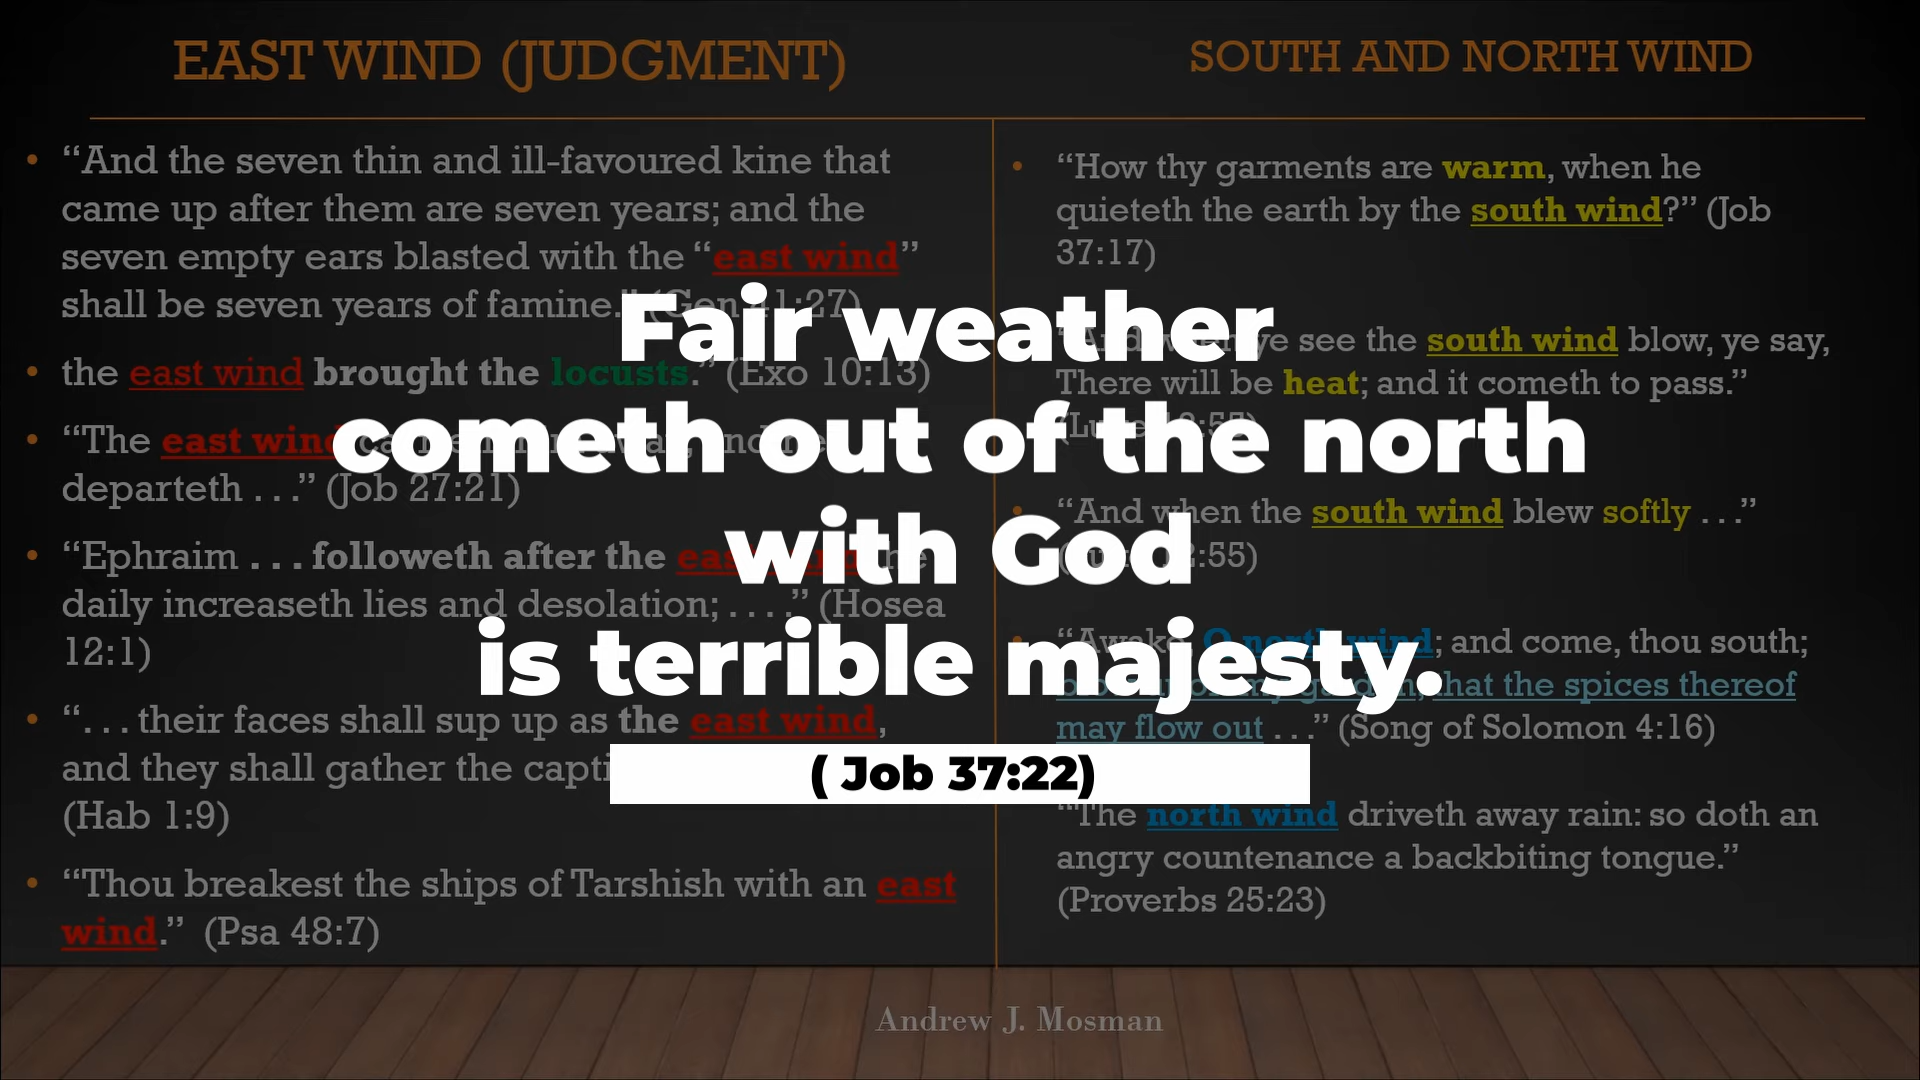 EAST WIND (JUDGMENT)
“And the seven thin and ill-favoured kine that
came up after them are seven years; and the
seven empty ears blasted with the “east wind”
shall be seven years of famine.” (Gen 41:27)
the east wind brought the locusts.” (Exo 10:13)
“The east wind
departeth . . .” (Job 27:21)
“Ephraim . . . followeth after the
daily increaseth lies and desolation; . . . .” (Hosea
12:1)
“. . . their faces shall sup up as the east wind,
and they shall gather the
(Hab 1:9)
“Thou breakest the ships of Tarshish with an east
wind.” (Psa 48:7)
SOUTH AND NORTH WIND
“How thy garments are warm, when he
quieteth the earth by the south wind?” (Job
37:17)
ye see the south wind blow, ye say,
There will be heat; and it cometh to pass.”
“And when the south wind blew softly . . .”
“Awake, O north wind; and come, thou south;
that the spices thereof
may flow out . . .” (Song of Solomon 4:16)
“The north wind driveth away rain: so doth an
angry countenance a backbiting tongue.”
(Proverbs 25:23)
Fair weather
cometh out of the north
with God
is terrible majesty.
( Job 37:22)
Andrew J. Mosman